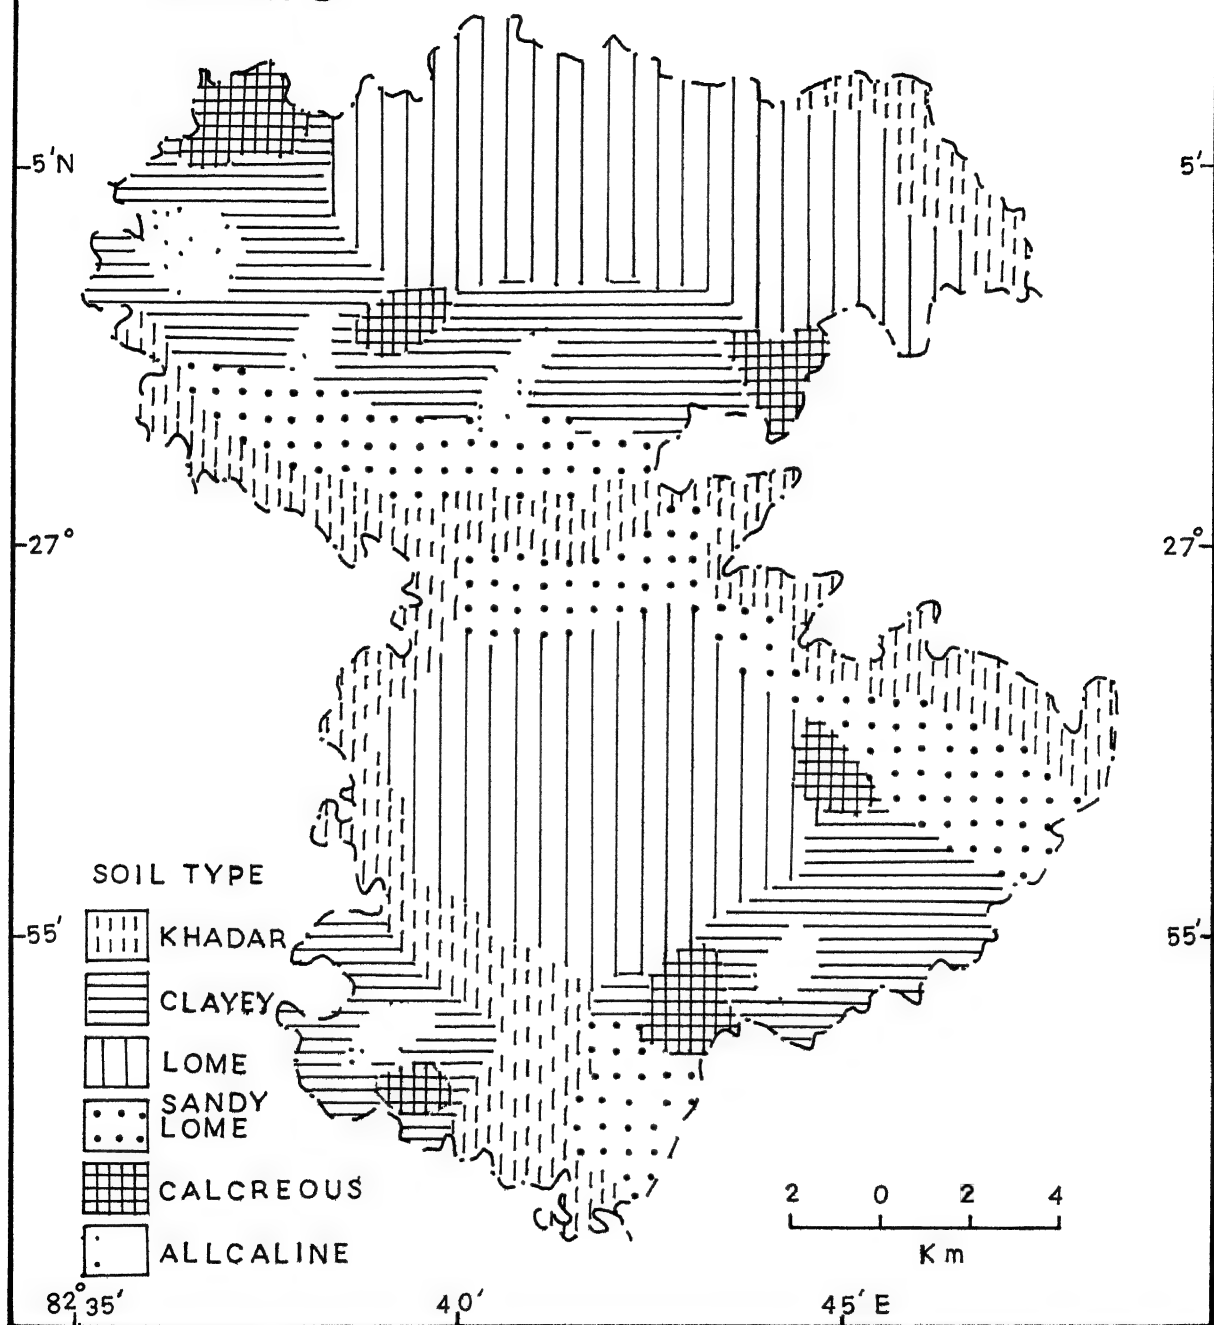 5'N
5'
27°
27°
SOIL TYPE
KHADAR
55'
55'
CLAYEY
LOME
SANDY
LOME
CALCREOUS
ALLCALINE
2 0 2 4
Km
82° 35' 40' 45' E